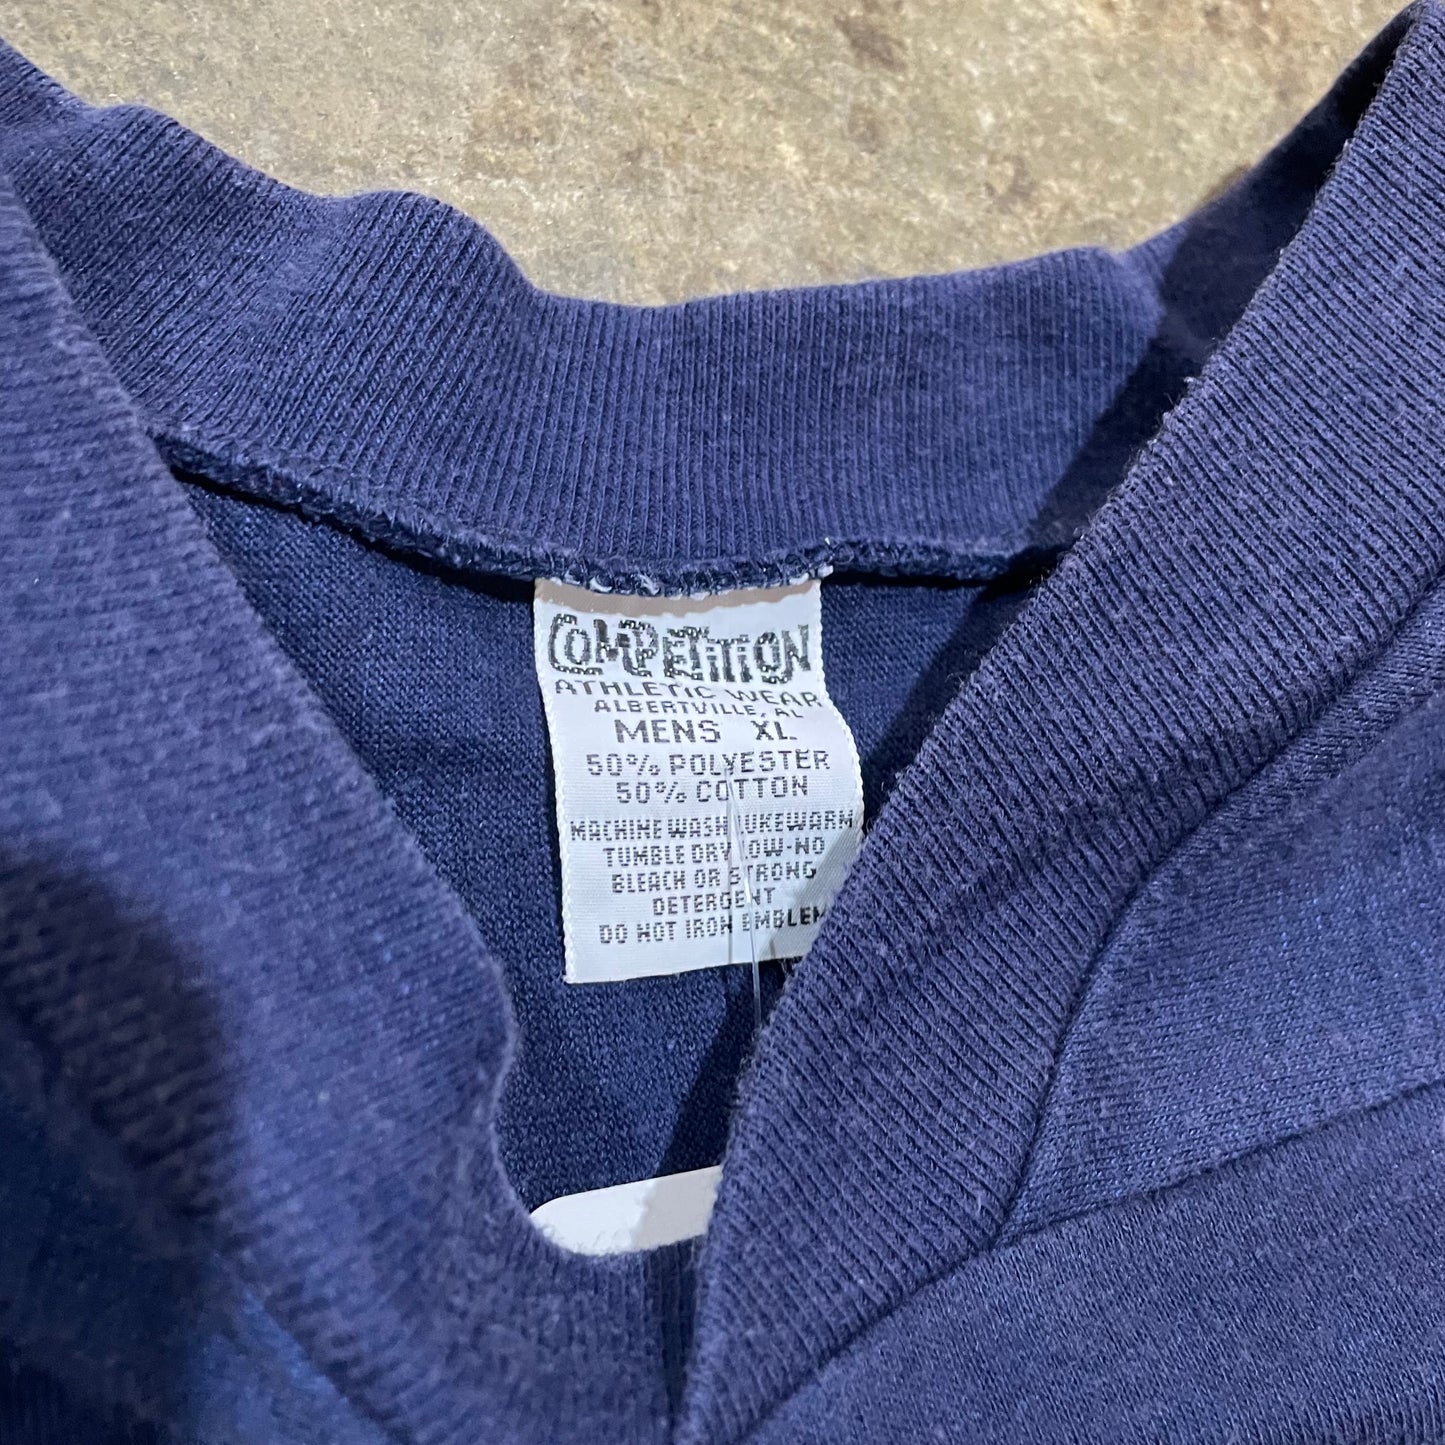 COMPETITION
ATHLETIC WEAR
ALBERTVILLE, AL
MENS XL
50% POLYESTER
50% COTTON
MACHINE WASH LUKEWARM
TUMBLE DRY LOW-NO
BLEACH OR STRONG
DETERGENT
DO NOT IRON EMBLEM